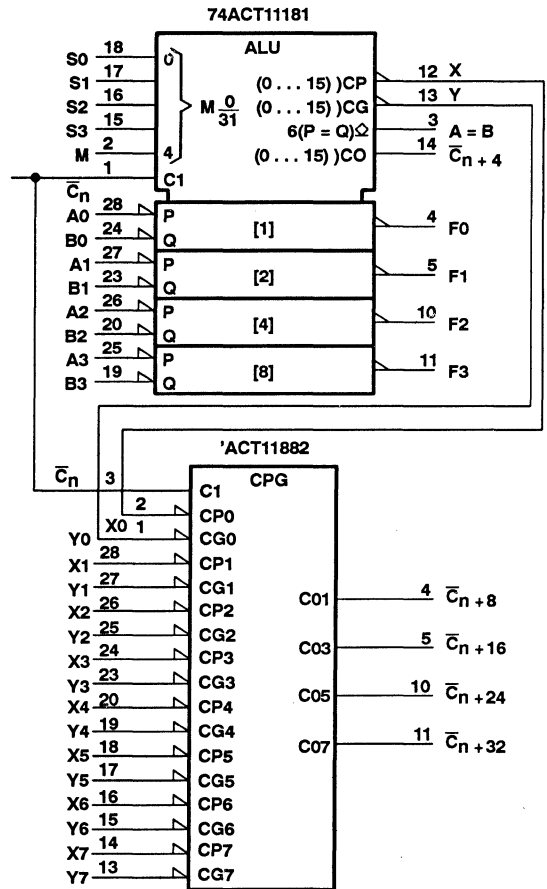 74ACT11181
ALU
S0 18 0
S1 17
S2 16
S3 15
M 2 4
M 0/31
(0 . . . 15) )CP 12 X
(0 . . . 15) )CG 13 Y
6(P = Q)⎐ 3 A = B
(0 . . . 15) )CO 14 C̅n + 4
C̅n 1 C1
A0 28 P
B0 24 Q
[1] 4 F0
A1 27 P
B1 23 Q
[2] 5 F1
A2 26 P
B2 20 Q
[4] 10 F2
A3 25 P
B3 19 Q
[8] 11 F3
'ACT11882
CPG
C̅n 3 C1
X0 2 CP0
Y0 1 CG0
X1 28 CP1
Y1 27 CG1
X2 26 CP2
Y2 25 CG2
X3 24 CP3
Y3 23 CG3
X4 20 CP4
Y4 19 CG4
X5 18 CP5
Y5 17 CG5
X6 16 CP6
Y6 15 CG6
X7 14 CP7
Y7 13 CG7
C01 4 C̅n + 8
C03 5 C̅n + 16
C05 10 C̅n + 24
C07 11 C̅n + 32